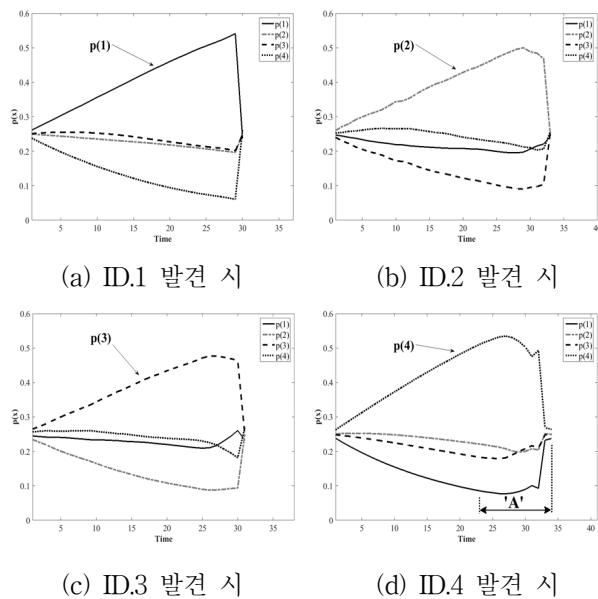 0.6
0.5
0.4
0.3
0.2
0.1
0
p(x)
p(1)
p(1)
p(2)
p(3)
p(4)
5 10 15 20 25 30 35
Time
(a) ID.1 발견 시
0.6
0.5
0.4
0.3
0.2
0.1
0
p(x)
p(2)
p(1)
p(2)
p(3)
p(4)
5 10 15 20 25 30 35 40
Time
(b) ID.2 발견 시
0.6
0.5
0.4
0.3
0.2
0.1
0
p(x)
p(3)
p(1)
p(2)
p(3)
p(4)
5 10 15 20 25 30 35
Time
(c) ID.3 발견 시
0.6
0.5
0.4
0.3
0.2
0.1
0
p(x)
p(4)
p(1)
p(2)
p(3)
p(4)
'A'
5 10 15 20 25 30 35 40
Time
(d) ID.4 발견 시